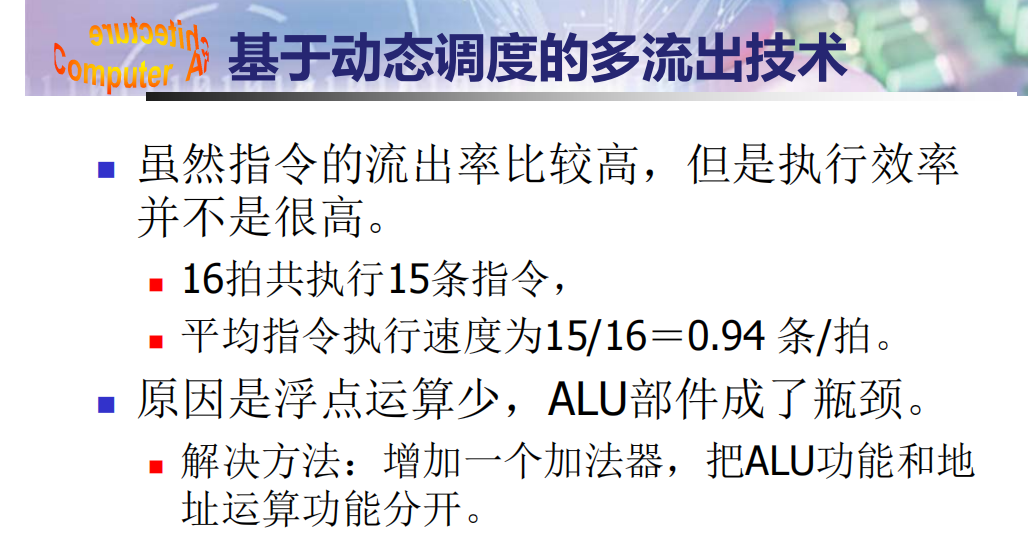 Computer Architecture
基于动态调度的多流出技术
虽然指令的流出率比较高，但是执行效率
并不是很高。
16拍共执行15条指令，
平均指令执行速度为15/16＝0.94 条/拍。
原因是浮点运算少，ALU部件成了瓶颈。
解决方法：增加一个加法器，把ALU功能和地
址运算功能分开。